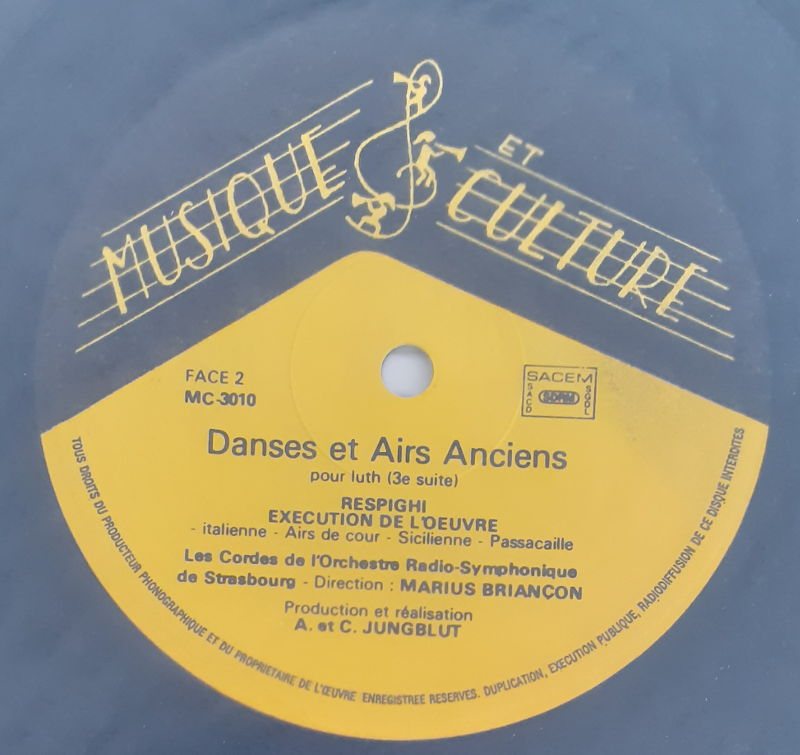 MUSIQUE ET CULTURE
FACE 2
MC-3010
SACEM
SACD
SDRM
SGDL
Danses et Airs Anciens
pour luth (3e suite)
RESPIGHI
EXECUTION DE L'OEUVRE
- italienne - Airs de cour - Sicilienne - Passacaille
Les Cordes de l'Orchestre Radio-Symphonique
de Strasbourg - Direction : MARIUS BRIANÇON
Production et réalisation
A. et C. JUNGBLUT
TOUS DROITS DU PRODUCTEUR PHONOGRAPHIQUE ET DU PROPRIETAIRE DE L'ŒUVRE ENREGISTREE RESERVES. DUPLICATION, EXECUTION PUBLIQUE, RADIODIFFUSION DE CE DISQUE INTERDITES